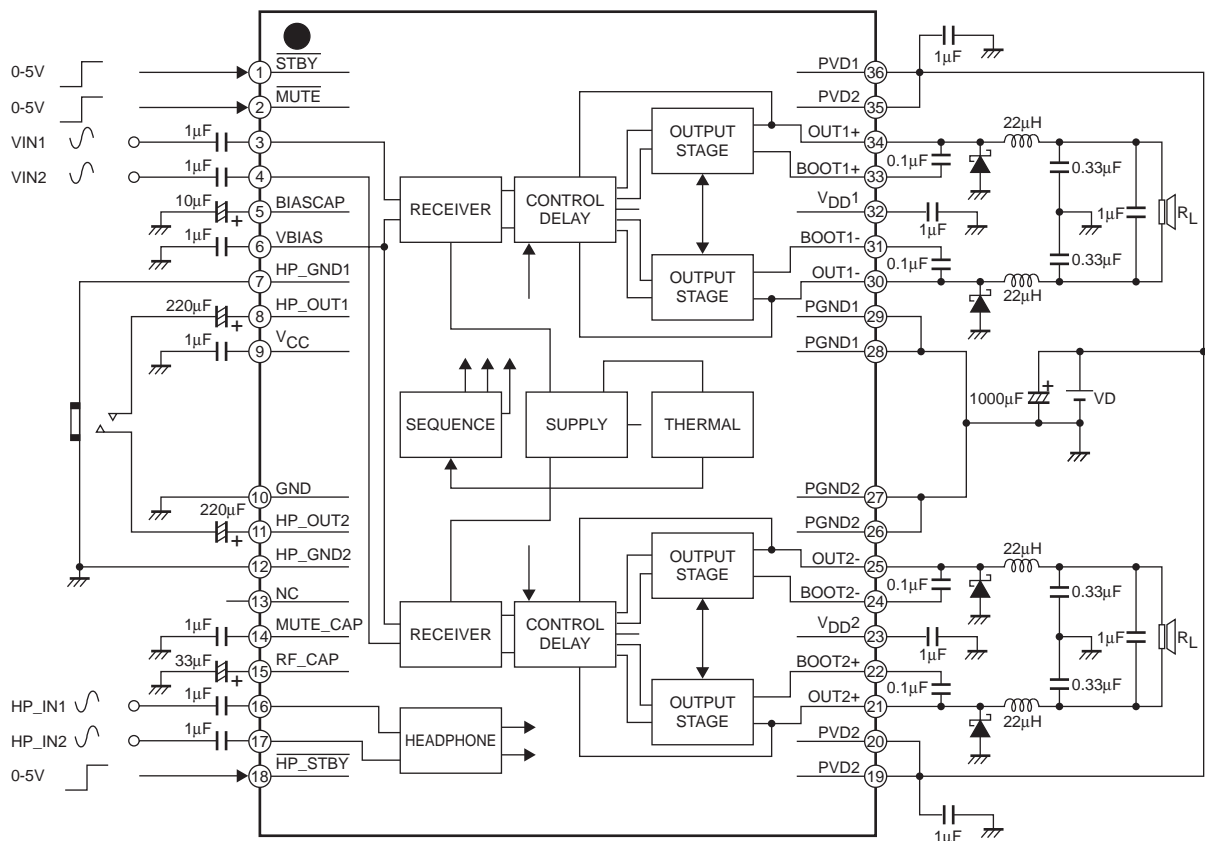 0-5V
1
STBY
0-5V
2
MUTE
VIN1
1μF
3
VIN2
1μF
4
10μF
+
5
BIASCAP
1μF
6
VBIAS
7
HP_GND1
220μF
+
8
HP_OUT1
1μF
9
VCC
10
GND
220μF
+
11
HP_OUT2
12
HP_GND2
13
NC
1μF
14
MUTE_CAP
33μF
+
15
RF_CAP
HP_IN1
1μF
16
HP_IN2
1μF
17
0-5V
18
HP_STBY
RECEIVER
CONTROL
DELAY
OUTPUT
STAGE
OUTPUT
STAGE
SEQUENCE
SUPPLY
THERMAL
RECEIVER
CONTROL
DELAY
OUTPUT
STAGE
OUTPUT
STAGE
HEADPHONE
PVD1
36
1μF
PVD2
35
OUT1+
34
22μH
BOOT1+
33
0.1μF
0.33μF
VDD1
32
1μF
1μF
RL
BOOT1-
31
0.1μF
0.33μF
OUT1-
30
22μH
PGND1
29
PGND1
28
1000μF
+
VD
PGND2
27
PGND2
26
OUT2-
25
22μH
BOOT2-
24
0.1μF
0.33μF
VDD2
23
1μF
1μF
RL
BOOT2+
22
0.1μF
0.33μF
OUT2+
21
22μH
PVD2
20
PVD2
19
1μF